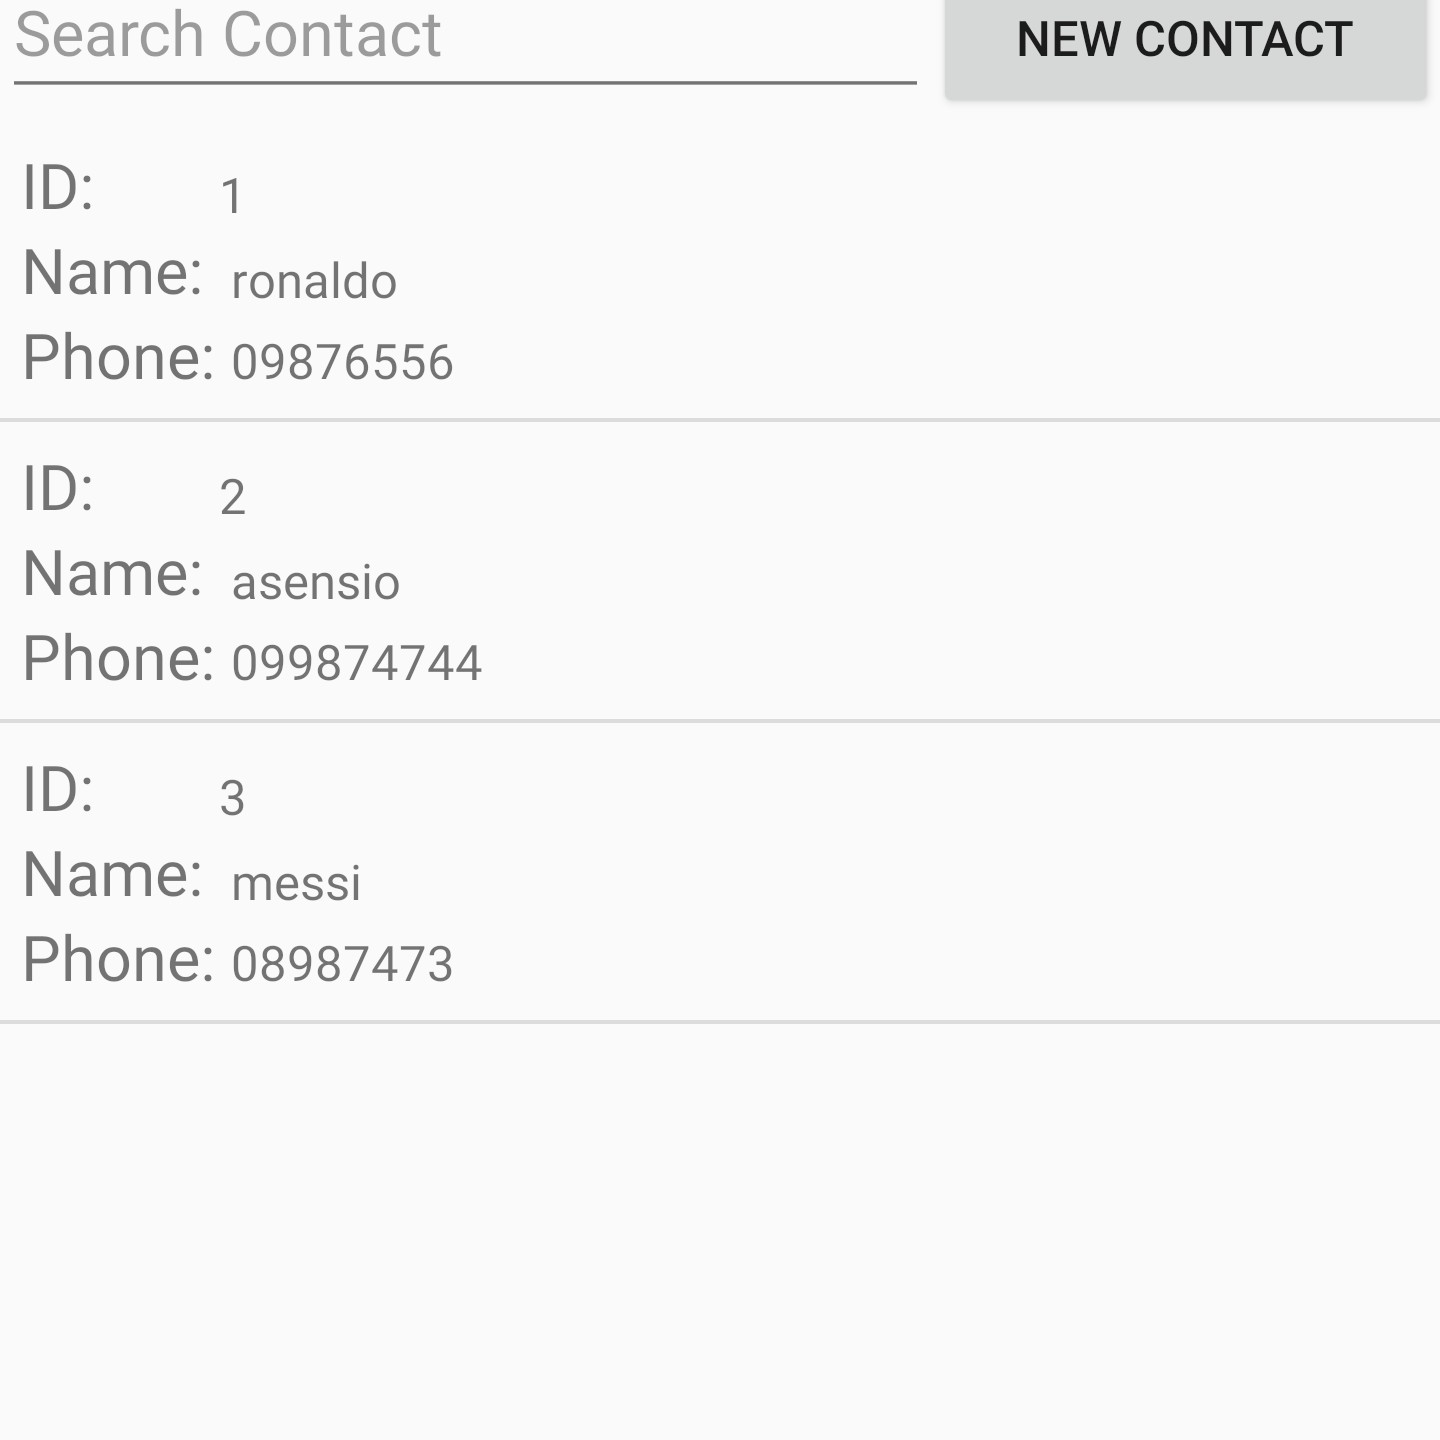 Search Contact
NEW CONTACT
ID: 1
Name: ronaldo
Phone: 09876556
ID: 2
Name: asensio
Phone: 099874744
ID: 3
Name: messi
Phone: 08987473